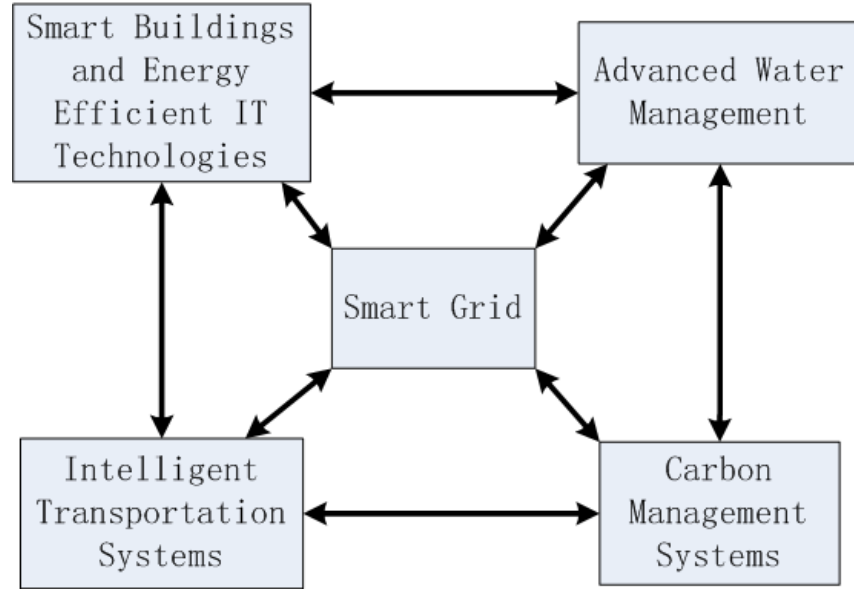 Smart Buildings
and Energy
Efficient IT
Technologies
Advanced Water
Management
Smart Grid
Intelligent
Transportation
Systems
Carbon
Management
Systems